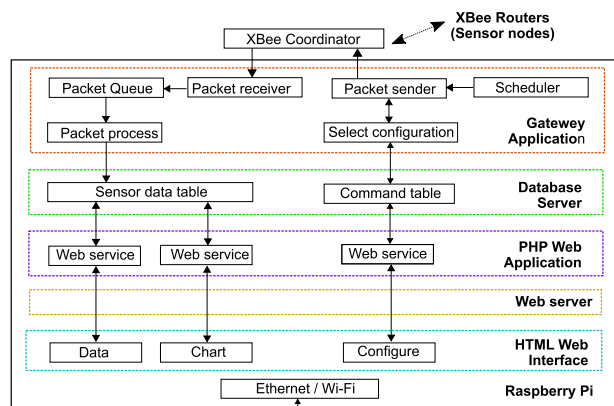 XBee Coordinator
XBee Routers
(Sensor nodes)
Packet Queue
Packet receiver
Packet sender
Scheduler
Packet process
Select configuration
Gatewey
Application
Sensor data table
Command table
Database
Server
Web service
Web service
Web service
PHP Web
Application
Web server
Data
Chart
Configure
HTML Web
Interface
Ethernet / Wi-Fi
Raspberry Pi